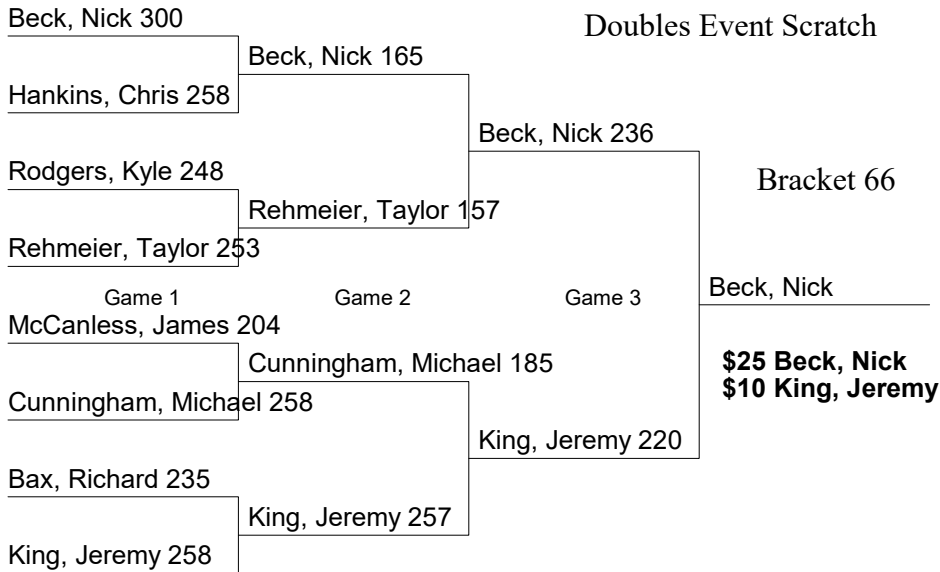 Beck, Nick 300
Doubles Event Scratch
Beck, Nick 165
Hankins, Chris 258
Beck, Nick 236
Rodgers, Kyle 248
Bracket 66
Rehmeier, Taylor 157
Rehmeier, Taylor 253
Game 1
Game 2
Game 3
Beck, Nick
McCanless, James 204
Cunningham, Michael 185
$25 Beck, Nick
$10 King, Jeremy
Cunningham, Michael 258
King, Jeremy 220
Bax, Richard 235
King, Jeremy 257
King, Jeremy 258